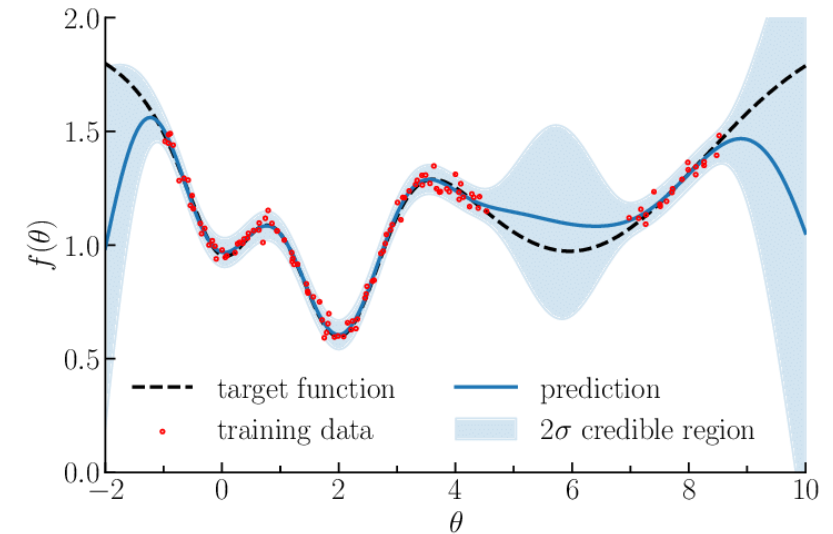 2.0
1.5
1.0
0.5
0.0
f(θ)
target function
prediction
training data
2σ credible region
−2 0 2 4 6 8 10
θ